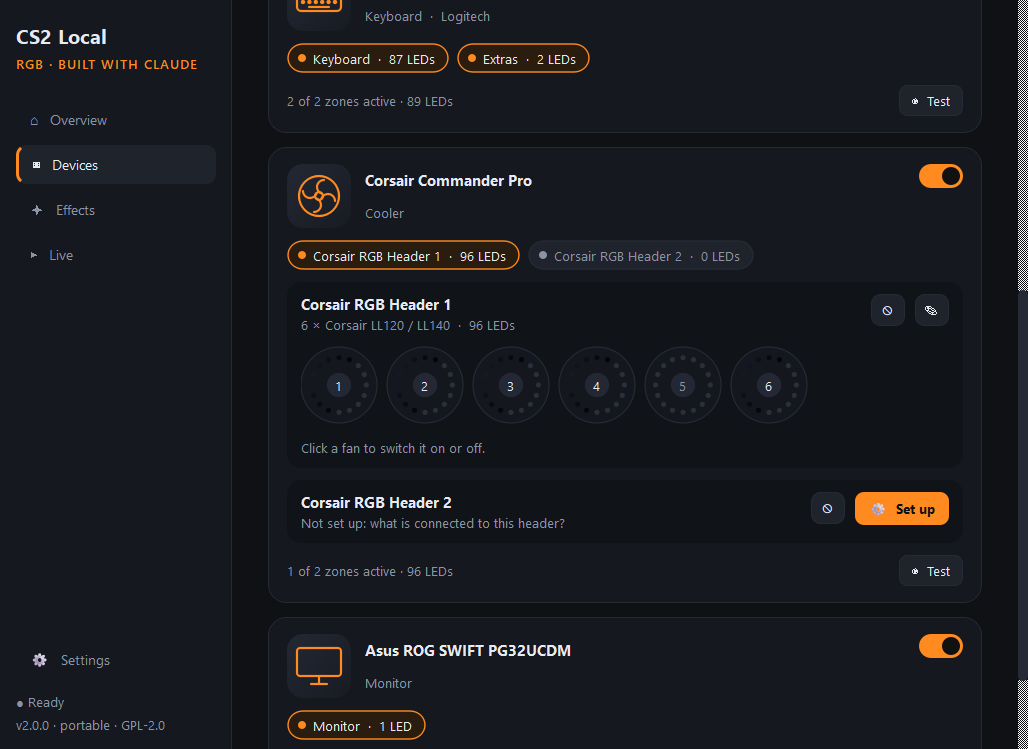 CS2 Local
RGB · BUILT WITH CLAUDE
Overview
Devices
Effects
Live
Settings
Ready
v2.0.0 · portable · GPL-2.0
Keyboard · Logitech
Keyboard · 87 LEDs
Extras · 2 LEDs
2 of 2 zones active · 89 LEDs
Test
Corsair Commander Pro
Cooler
Corsair RGB Header 1 · 96 LEDs
Corsair RGB Header 2 · 0 LEDs
Corsair RGB Header 1
6 × Corsair LL120 / LL140 · 96 LEDs
1 2 3 4 5 6
Click a fan to switch it on or off.
Corsair RGB Header 2
Not set up: what is connected to this header?
Set up
1 of 2 zones active · 96 LEDs
Test
Asus ROG SWIFT PG32UCDM
Monitor
Monitor · 1 LED